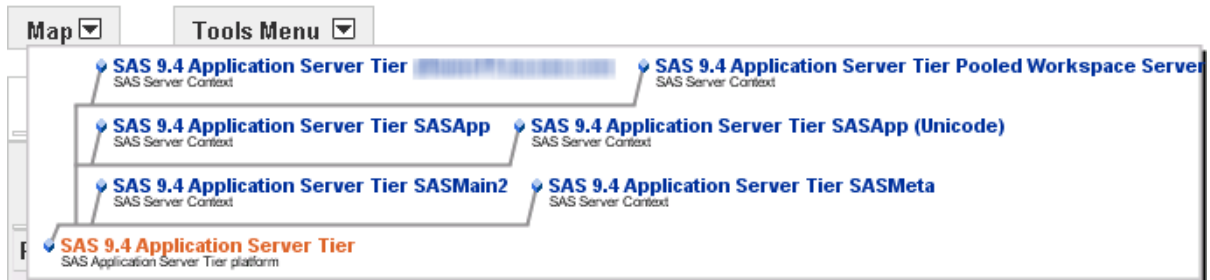 Map
Tools Menu
SAS 9.4 Application Server Tier
SAS Server Context
SAS 9.4 Application Server Tier Pooled Workspace Server
SAS Server Context
SAS 9.4 Application Server Tier SASApp
SAS Server Context
SAS 9.4 Application Server Tier SASApp (Unicode)
SAS Server Context
SAS 9.4 Application Server Tier SASMain2
SAS Server Context
SAS 9.4 Application Server Tier SASMeta
SAS Server Context
SAS 9.4 Application Server Tier
SAS Application Server Tier platform